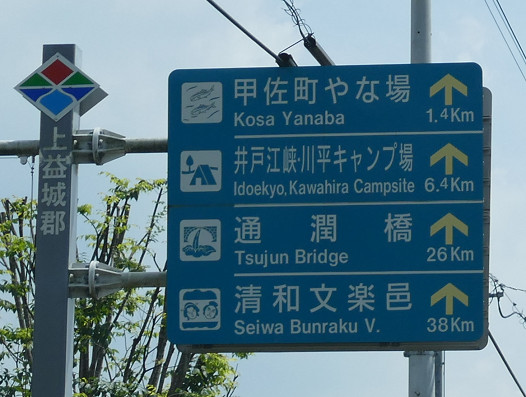 上益城郡
甲佐町やな場
Kosa Yanaba
1.4Km
井戸江峡・川平キャンプ場
Idoekyo,Kawahira Campsite
6.4Km
通潤橋
Tsujun Bridge
26Km
清和文楽邑
Seiwa Bunraku V.
38Km